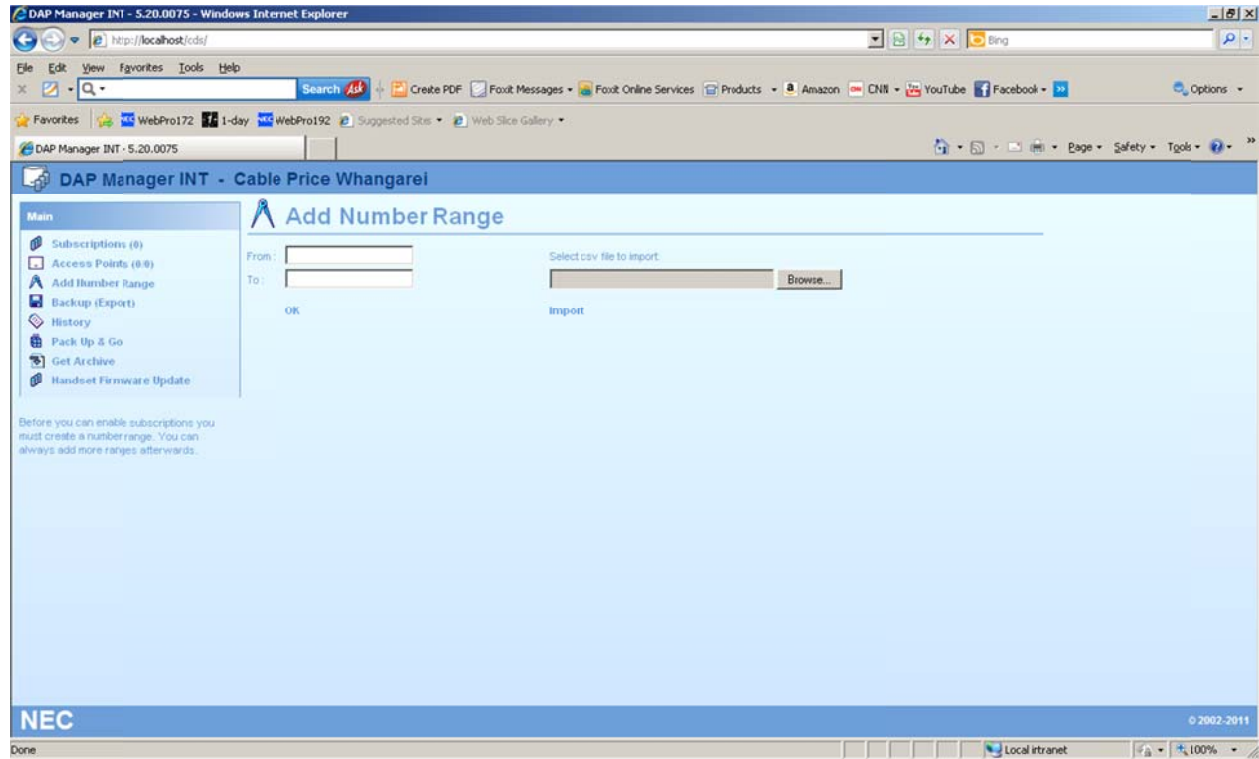 DAP Manager INT - 5.20.0075 - Windows Internet Explorer
http://localhost/cds/
Bing
File Edit View Favorites Tools Help
Search Ask Create PDF Foxit Messages Foxit Online Services Products Amazon CNN YouTube Facebook Options
Favorites WebPro172 1-day WebPro192 Suggested Sites Web Slice Gallery
DAP Manager INT - 5.20.0075
Page Safety Tools
DAP Manager INT - Cable Price Whangarei
Main
Subscriptions (0)
Access Points (0/0)
Add Number Range
Backup (Export)
History
Pack Up & Go
Get Archive
Handset Firmware Update
Before you can enable subscriptions you
must create a number range. You can
always add more ranges afterwards.
Add Number Range
From :
To :
OK
Select csv file to import:
Browse...
Import
NEC
© 2002-2011
Done
Local intranet
100%